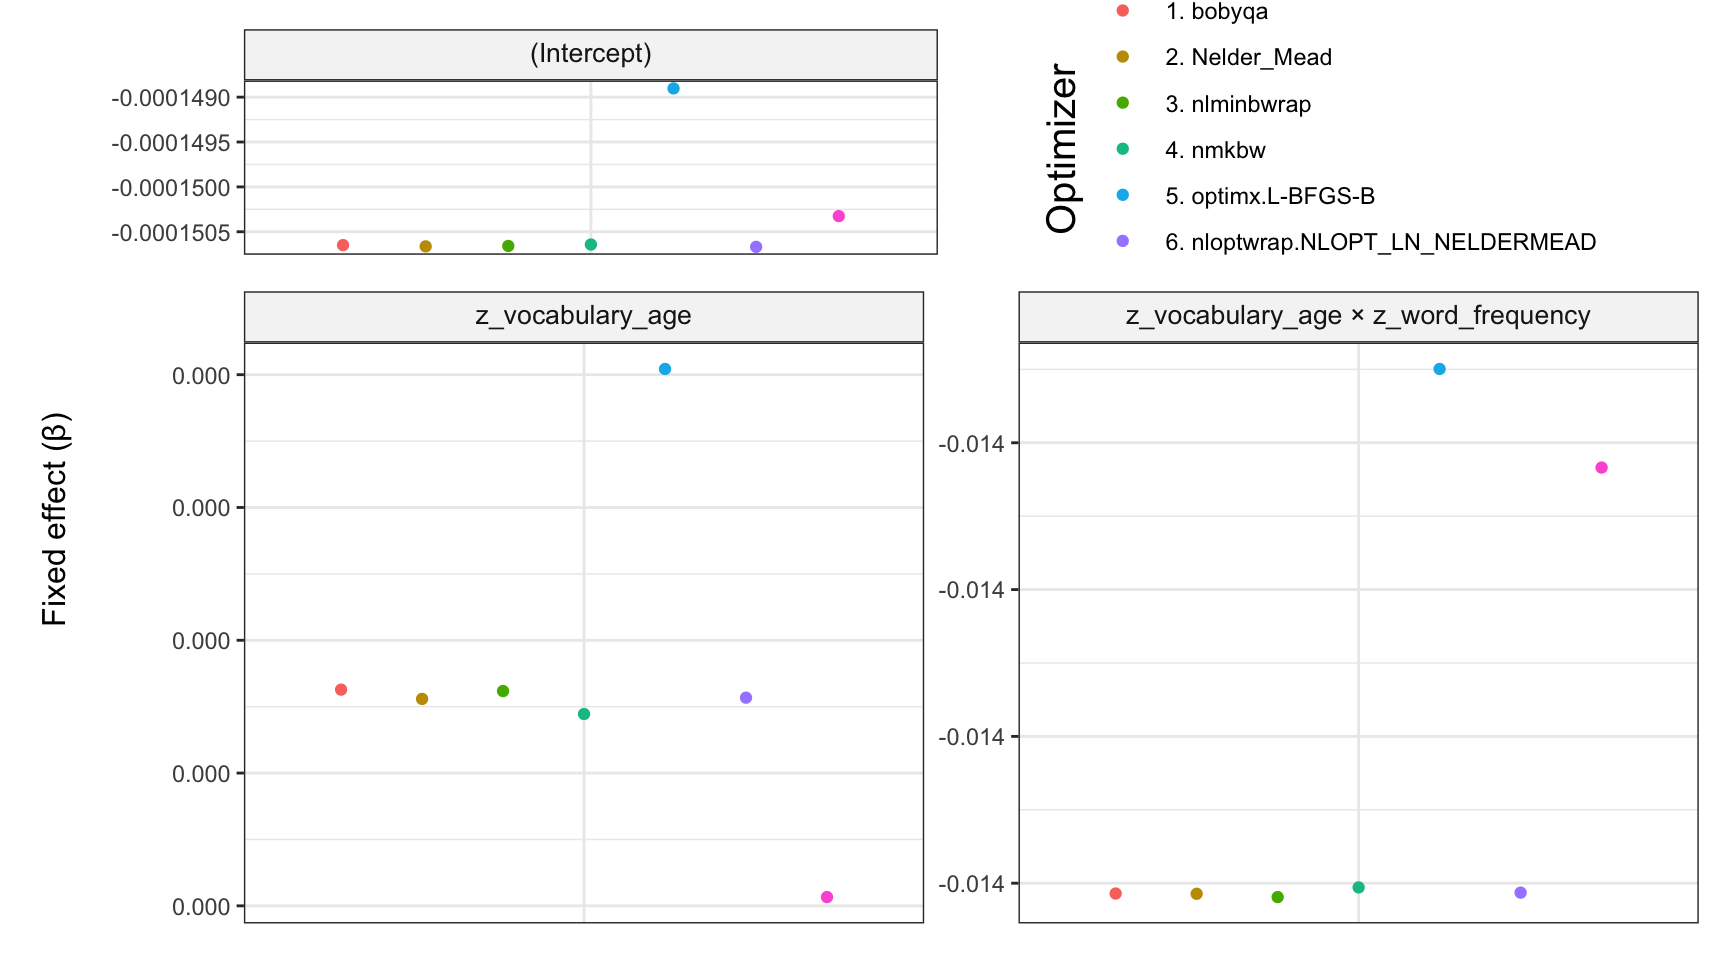 (Intercept)
-0.0001490
-0.0001495
-0.0001500
-0.0001505
Optimizer
1. bobyqa
2. Nelder_Mead
3. nlminbwrap
4. nmkbw
5. optimx.L-BFGS-B
6. nloptwrap.NLOPT_LN_NELDERMEAD
Fixed effect (β)
z_vocabulary_age
0.000
0.000
0.000
0.000
0.000
z_vocabulary_age × z_word_frequency
-0.014
-0.014
-0.014
-0.014